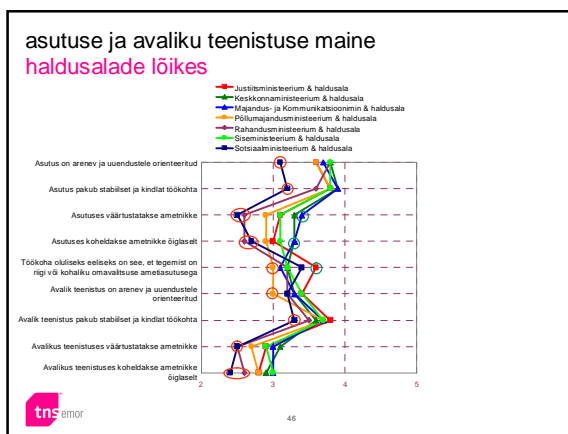 asutuse ja avaliku teenistuse maine
haldusalade lõikes
Justiitsministeerium & haldusala
Keskkonnaministeerium & haldusala
Majandus- ja Kommunikatsioonimin & haldusala
Põllumajandusministeerium & haldusala
Rahandusministeerium & haldusala
Siseministeerium & haldusala
Sotsiaalministeerium & haldusala
Asutus on arenev ja uuendustele orienteeritud
Asutus pakub stabiilset ja kindlat töökohta
Asutuses väärtustatakse ametnikke
Asutuses koheldakse ametnikke õiglaselt
Töökoha oluliseks eeliseks on see, et tegemist on
riigi või kohaliku omavalitsuse ametiasutusega
Avalik teenistus on arenev ja uuendustele
orienteeritud
Avalik teenistus pakub stabiilset ja kindlat töökohta
Avalikus teenistuses väärtustatakse ametnikke
Avalikus teenistuses koheldakse ametnikke
õiglaselt
2 3 4 5
tns emor
46